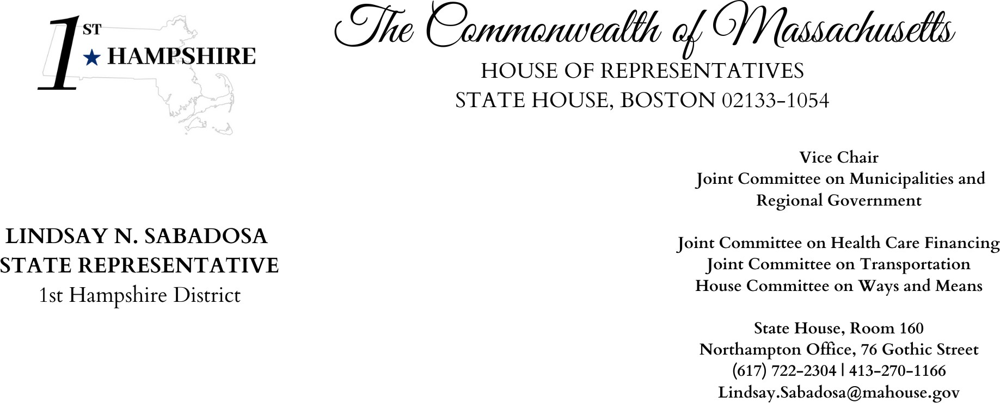 1ST
★ HAMPSHIRE
The Commonwealth of Massachusetts
HOUSE OF REPRESENTATIVES
STATE HOUSE, BOSTON 02133-1054
LINDSAY N. SABADOSA
STATE REPRESENTATIVE
1st Hampshire District
Vice Chair
Joint Committee on Municipalities and
Regional Government
Joint Committee on Health Care Financing
Joint Committee on Transportation
House Committee on Ways and Means
State House, Room 160
Northampton Office, 76 Gothic Street
(617) 722-2304 | 413-270-1166
Lindsay.Sabadosa@mahouse.gov